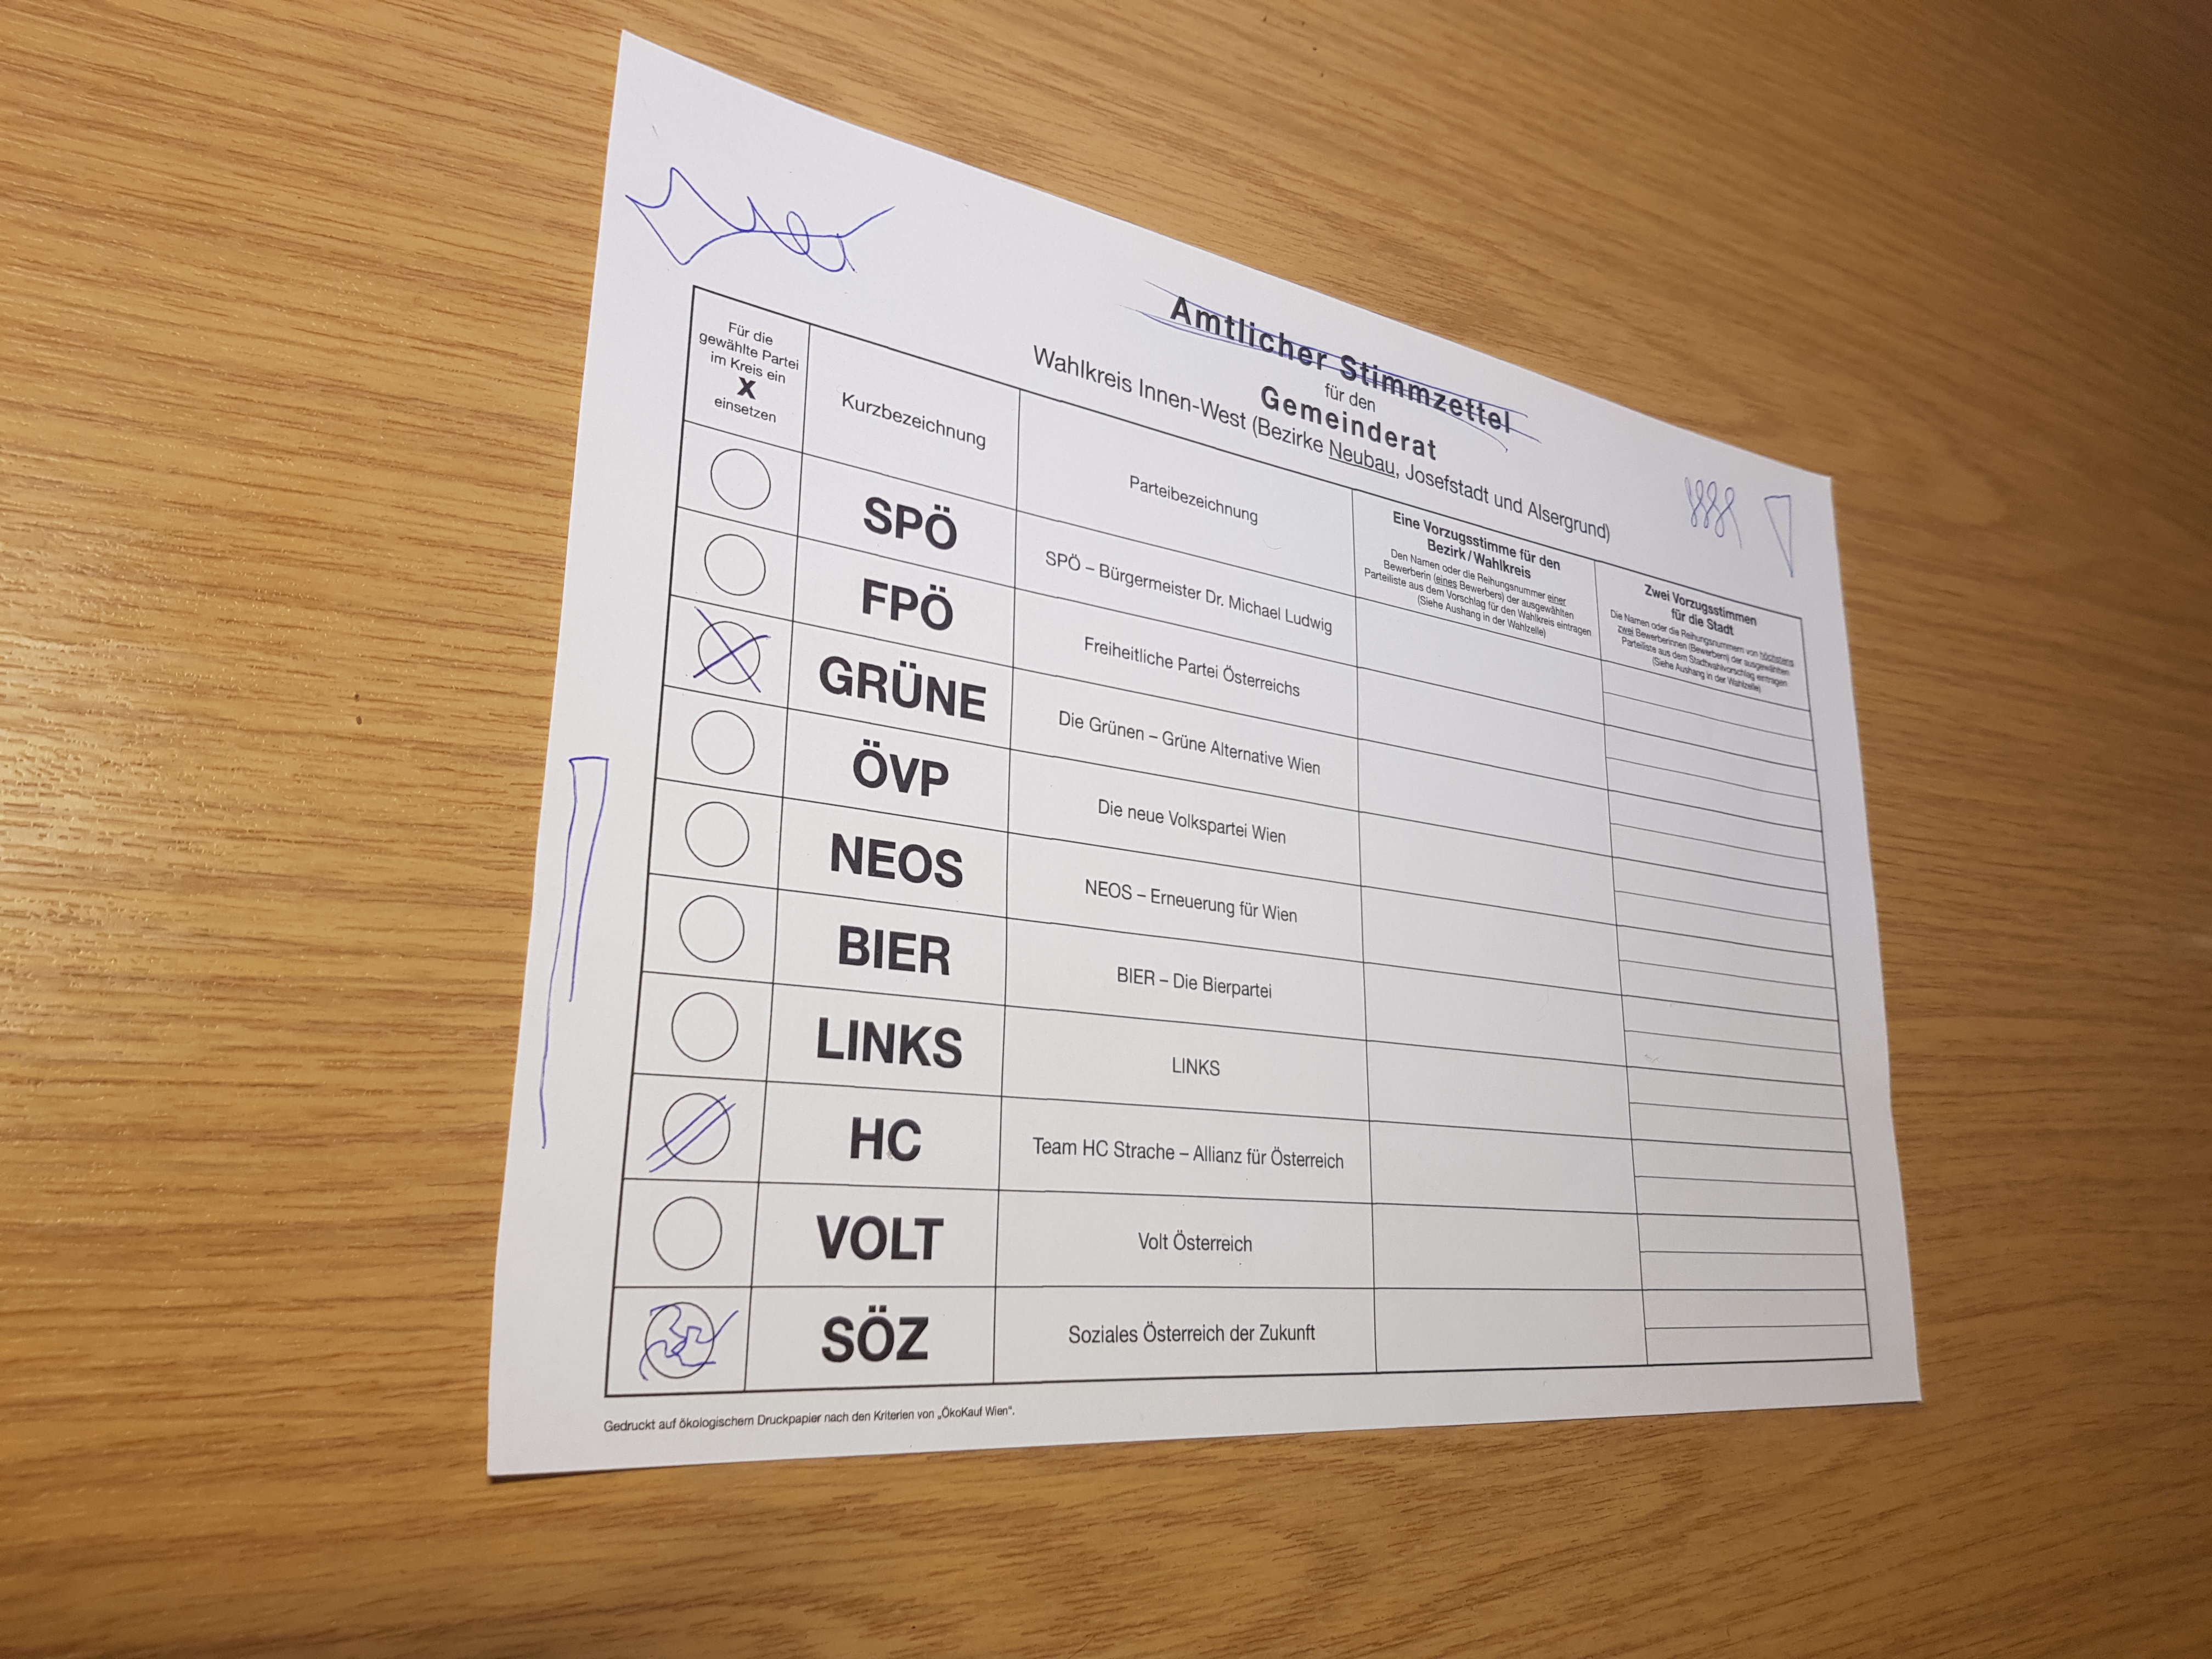 Amtlicher Stimmzettel
für den
Gemeinderat
Wahlkreis Innen-West (Bezirke Neubau, Josefstadt und Alsergrund)
Für die
gewählte Partei
im Kreis ein
X
einsetzen
Kurzbezeichnung
Parteibezeichnung
Eine Vorzugsstimme für den
Bezirk/Wahlkreis
Den Namen oder die Reihungsnummer einer
Bewerberin (eines Bewerbers) der ausgewählten
Parteiliste aus dem Vorschlag für den Wahlkreis eintragen
(Siehe Aushang in der Wahlzelle)
Zwei Vorzugsstimmen
für die Stadt
Die Namen oder die Reihungsnummern von höchstens
zwei Bewerberinnen (Bewerbern) der ausgewählten
Parteiliste aus dem Stadtwahlvorschlag eintragen
(Siehe Aushang in der Wahlzelle)
SPÖ SPÖ – Bürgermeister Dr. Michael Ludwig
FPÖ Freiheitliche Partei Österreichs
GRÜNE Die Grünen – Grüne Alternative Wien
ÖVP Die neue Volkspartei Wien
NEOS NEOS – Erneuerung für Wien
BIER BIER – Die Bierpartei
LINKS LINKS
HC Team HC Strache – Allianz für Österreich
VOLT Volt Österreich
SÖZ Soziales Österreich der Zukunft
Gedruckt auf ökologischem Druckpapier nach den Kriterien von „ÖkoKauf Wien".